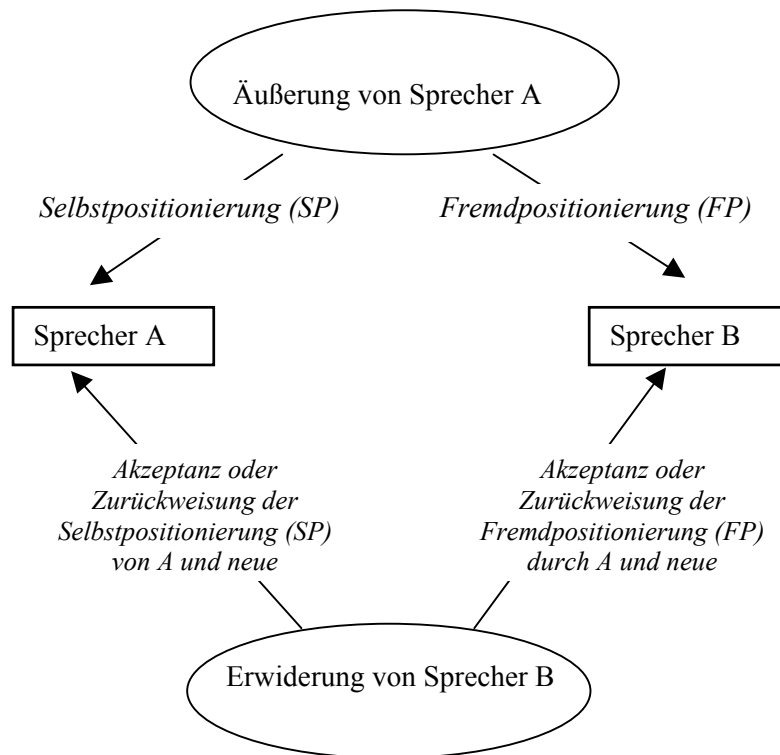 Äußerung von Sprecher A
Selbstpositionierung (SP)
Fremdpositionierung (FP)
Sprecher A
Sprecher B
Akzeptanz oder
Zurückweisung der
Selbstpositionierung (SP)
von A und neue
Akzeptanz oder
Zurückweisung der
Fremdpositionierung (FP)
durch A und neue
Erwiderung von Sprecher B